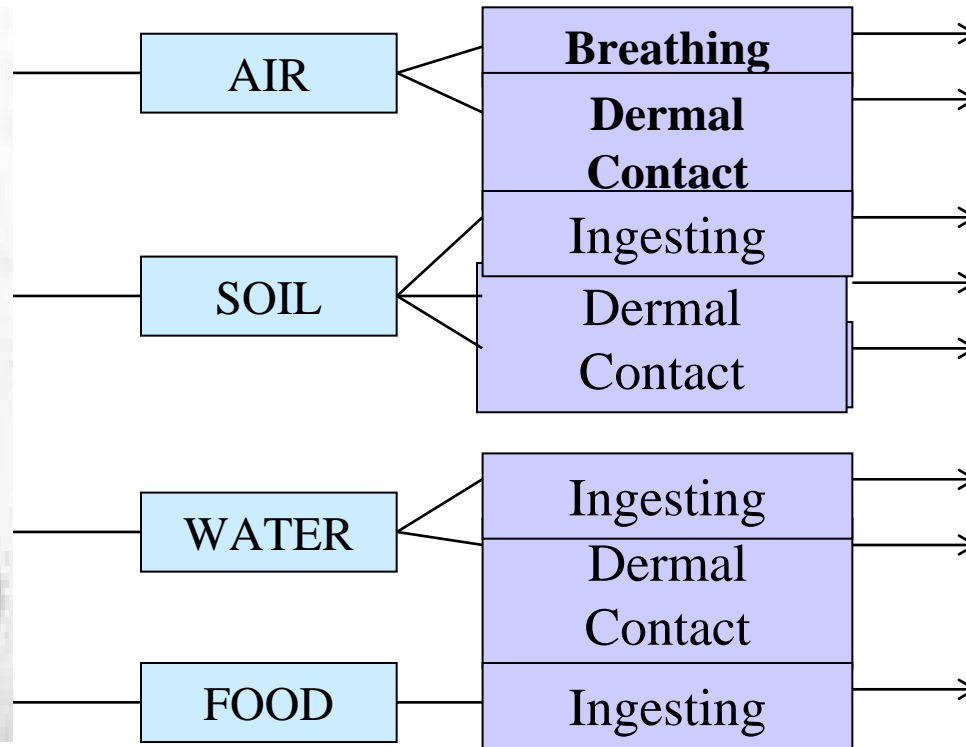 AIR
Breathing
Dermal
Contact
SOIL
Ingesting
Dermal
Contact
WATER
Ingesting
Dermal
Contact
FOOD
Ingesting